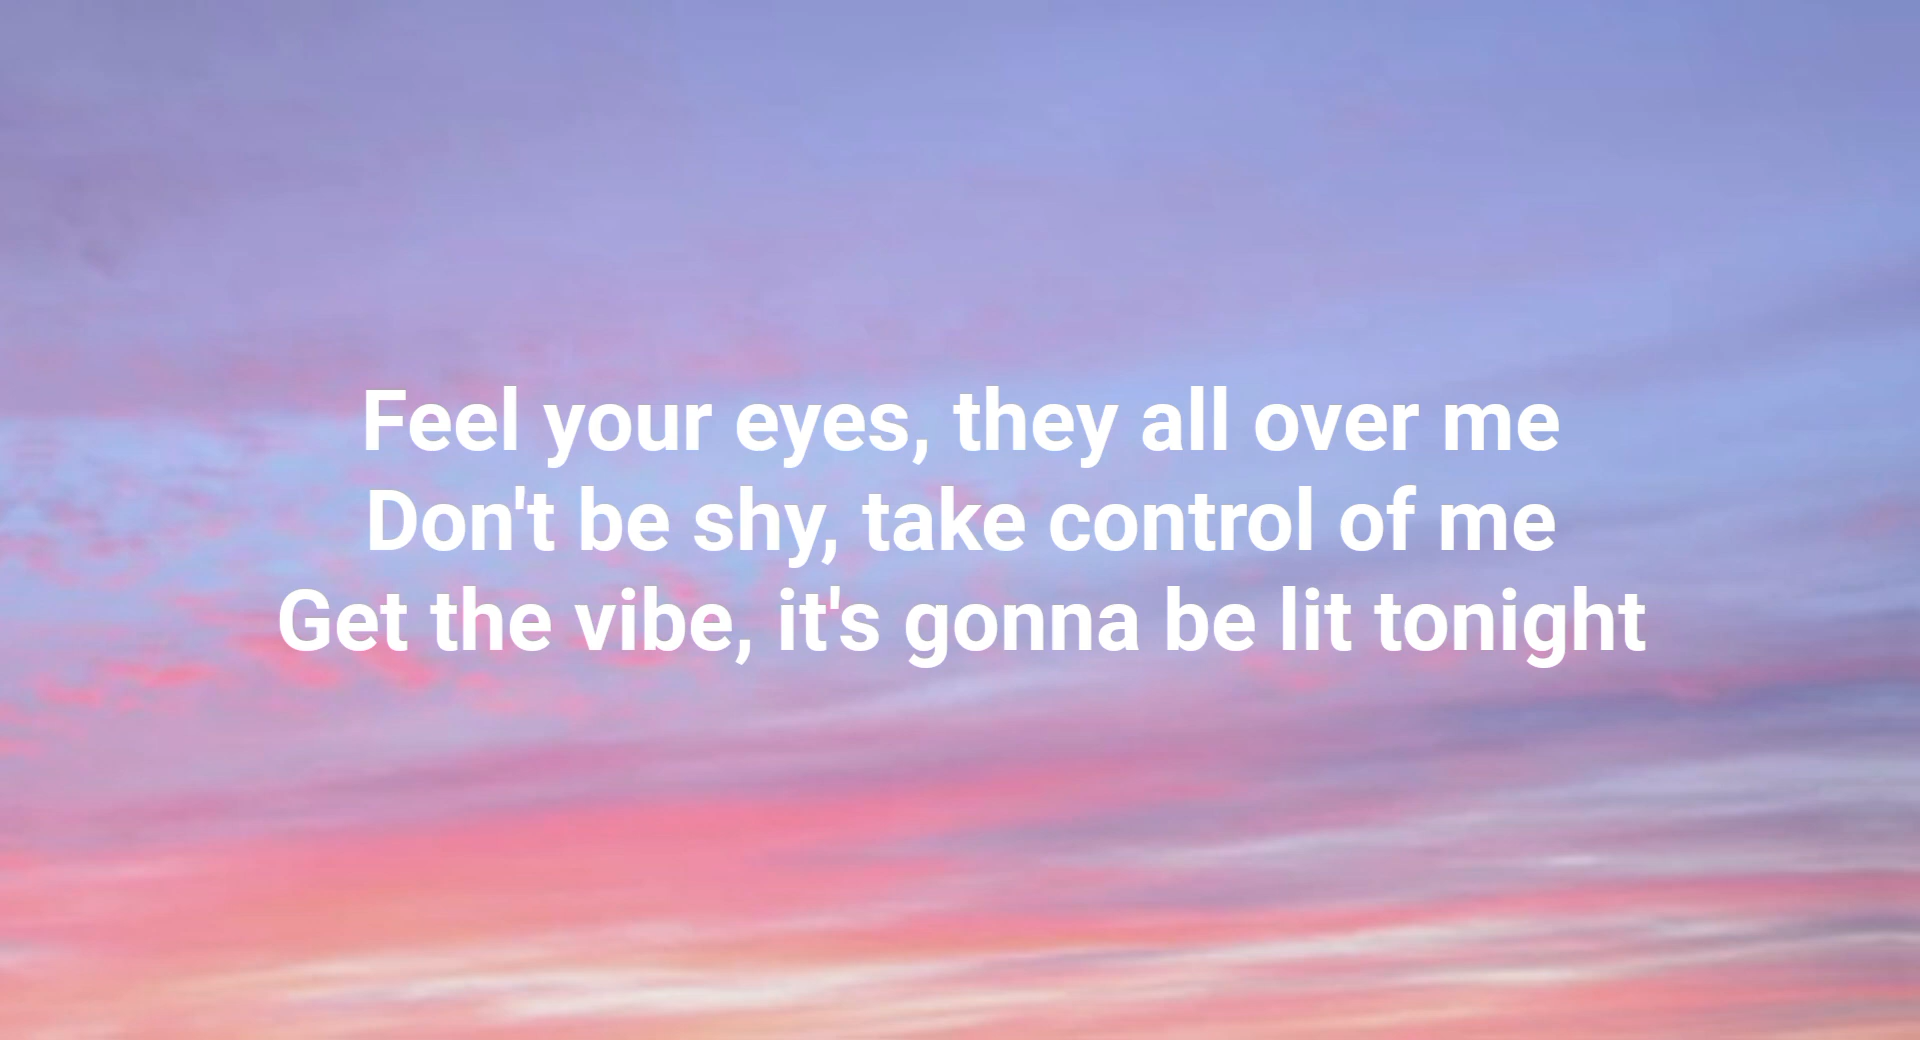 Feel your eyes, they all over me
Don't be shy, take control of me
Get the vibe, it's gonna be lit tonight